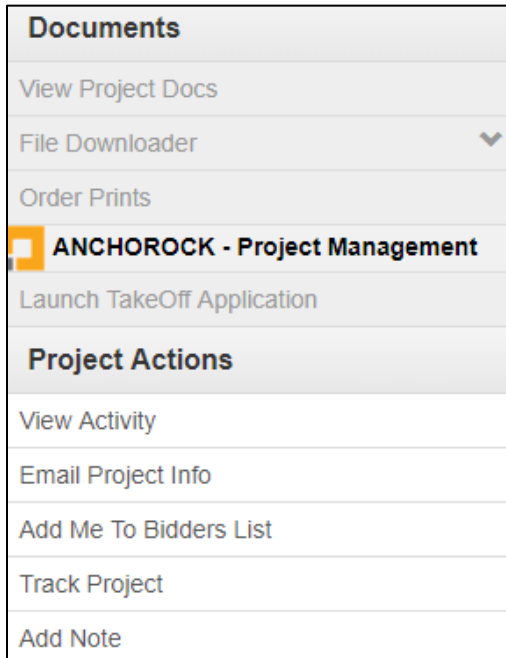 Documents
View Project Docs
File Downloader
Order Prints
ANCHOROCK - Project Management
Launch TakeOff Application
Project Actions
View Activity
Email Project Info
Add Me To Bidders List
Track Project
Add Note